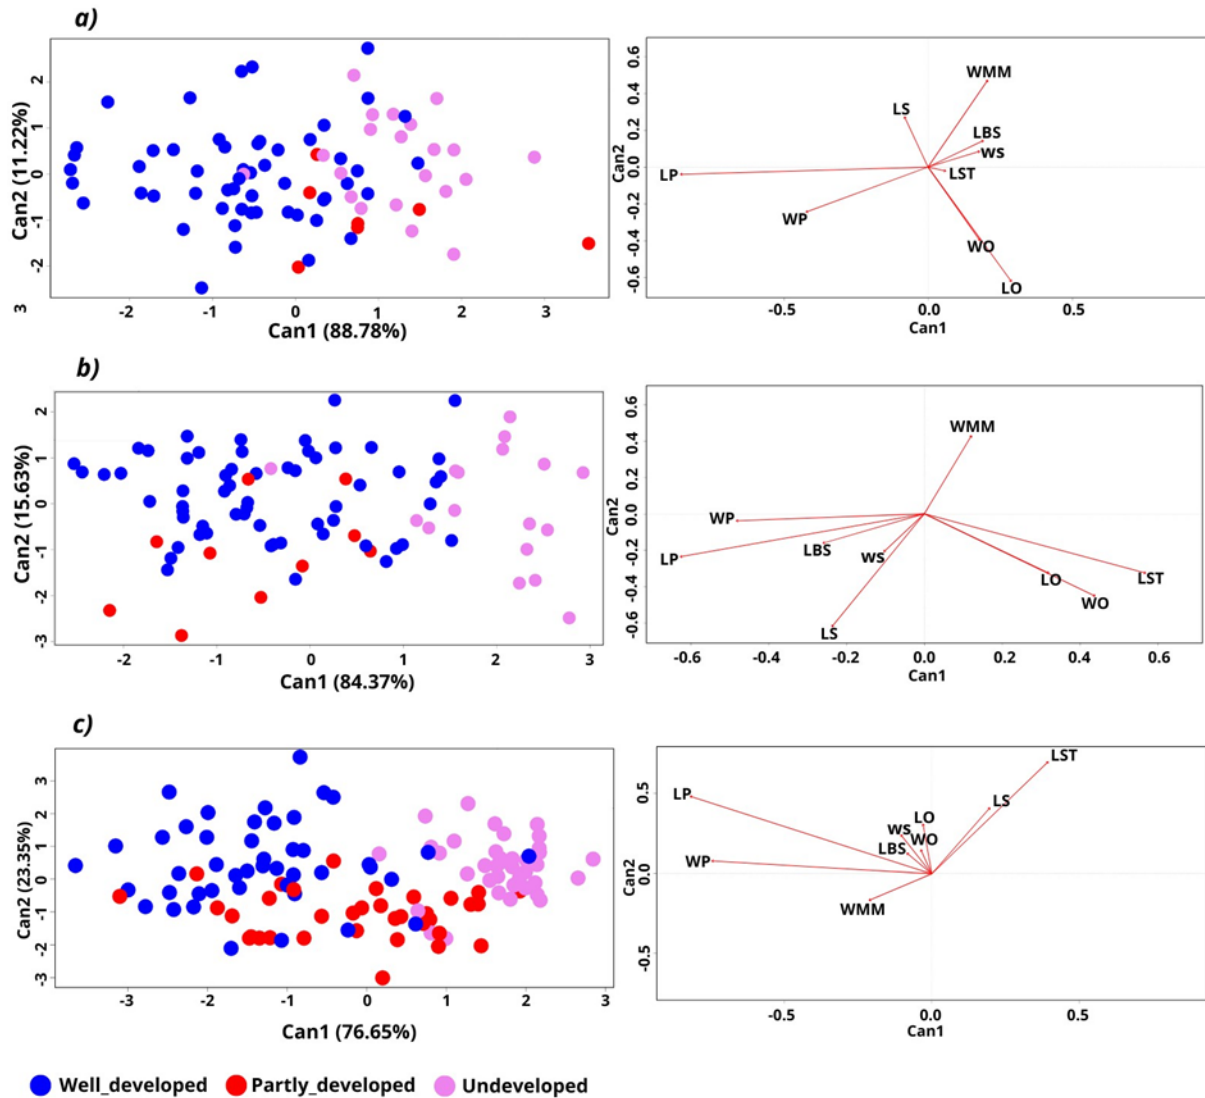 a)
Can2 (11.22%)
2
1
0
-1
-2
3
-2
-1
0
1
2
3
Can1 (88.78%)
Can2
0.6
0.4
0.2
0.0
-0.2
-0.4
-0.6
WMM
LS
LBS
WS
LST
LP
WP
WO
LO
-0.5
0.0
0.5
Can1
b)
Can2 (15.63%)
2
1
0
-1
-2
-3
-2
-1
0
1
2
3
Can1 (84.37%)
Can2
0.6
0.4
0.2
0.0
-0.2
-0.4
-0.6
WMM
WP
LBS
WS
LP
LO
LST
WO
LS
-0.6
-0.4
-0.2
0.0
0.2
0.4
0.6
Can1
c)
Can2 (23.35%)
3
2
1
0
-1
-2
-3
-3
-2
-1
0
1
2
3
Can1 (76.65%)
Can2
0.5
0.0
-0.5
LST
LP
LS
LO
WS
WO
LBS
WP
WMM
-0.5
0.0
0.5
Can1
Well_developed Partly_developed Undeveloped